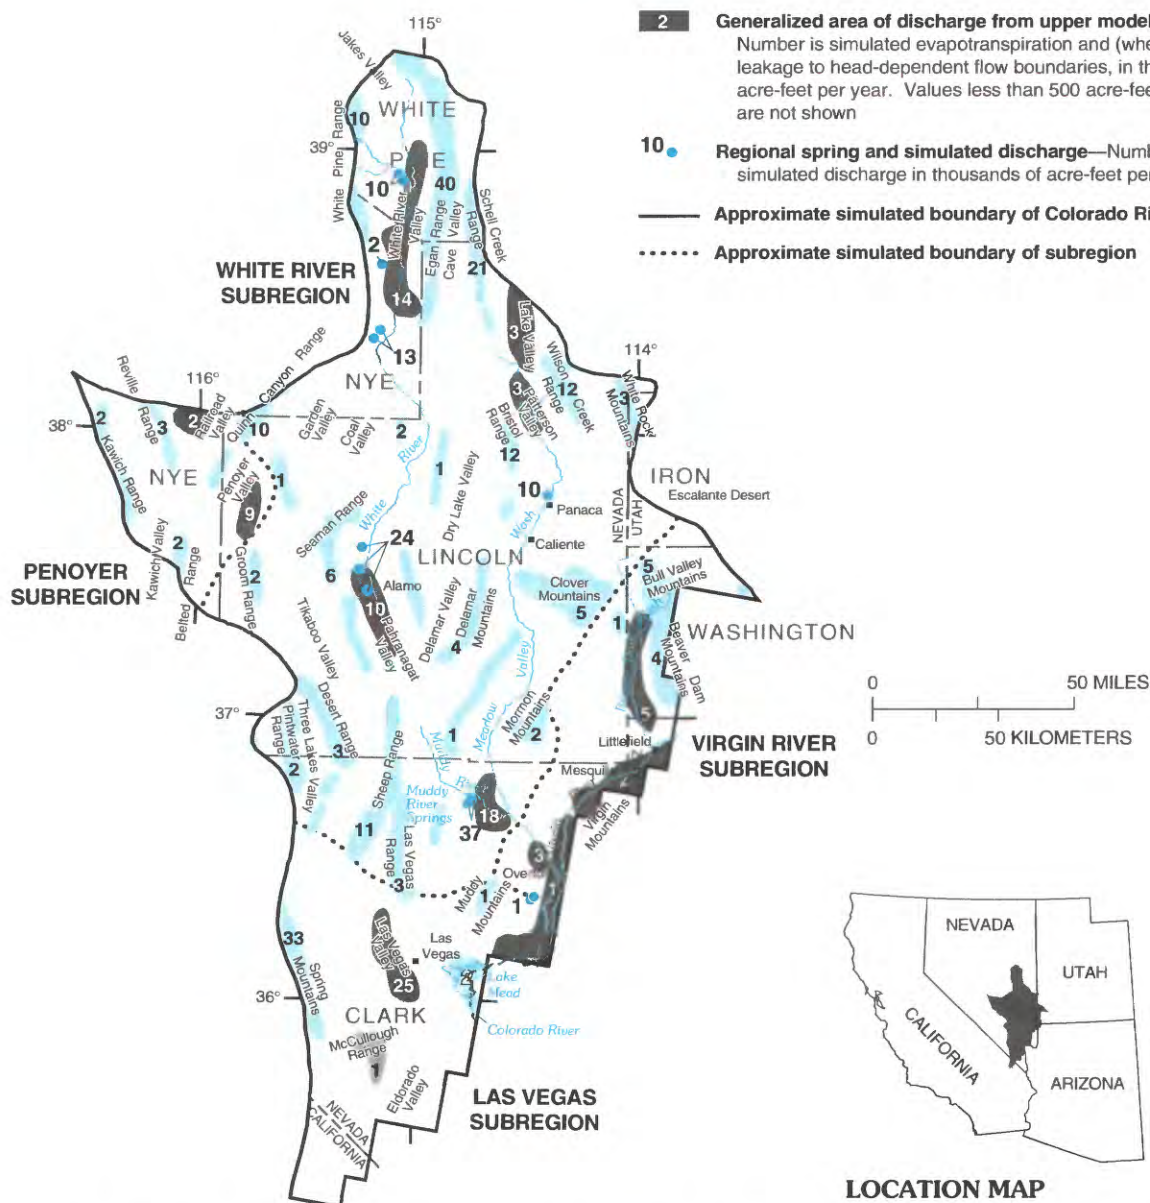 2 Generalized area of discharge from upper model
Number is simulated evapotranspiration and (whe
leakage to head-dependent flow boundaries, in th
acre-feet per year. Values less than 500 acre-fee
are not shown
10 Regional spring and simulated discharge—Numb
simulated discharge in thousands of acre-feet per
Approximate simulated boundary of Colorado Ri
Approximate simulated boundary of subregion
115°
Jakes Valley
WHITE
10
39°
White Pine Range
10
40
White River Valley
Egan Range
Cave Valley
Schell Creek Range
2
21
WHITE RIVER
SUBREGION
14
Lake Valley
3
13
NYE
114°
116°
Reville Range
Railroad Valley
2
Quinn Canyon Range
10
Garden Valley
Coal Valley
2
3
Patterson Valley
Bristol Range
12
Wilson Creek Range
12
White Rock Mountains
3
38°
2
3
Kawich Range
NYE
Penoyer Valley
1
9
1
River
White
Dry Lake Valley
10
Panaca
Wash
Caliente
IRON
Escalante Desert
NEVADA
UTAH
Seaman Range
24
LINCOLN
PENOYER
SUBREGION
Kawich Valley
2
Belted Range
Groom Range
2
6
Alamo
10
Pahranagat Valley
Tikaboo Valley
Delamar Valley
Delamar Mountains
4
Clover Mountains
5
5
Bull Valley Mountains
1
WASHINGTON
Beaver Dam Mountains
4
5
0 50 MILES
0 50 KILOMETERS
37°
Desert Range
3
Three Lakes Valley
Pintwater Range
2
Sheep Range
11
1
Meadow
Valley
Mormon Mountains
2
Littlefield
Mesqui
VIRGIN RIVER
SUBREGION
Muddy
Muddy
River
Springs
18
37
Las Vegas Range
3
Virgin Mountains
3
Muddy Mountains
1
1
1
33
Spring Mountains
Las Vegas Valley
25
Las
Vegas
Lake
Mead
Colorado River
36°
CLARK
McCullough
Range
1
Eldorado Valley
LAS VEGAS
SUBREGION
NEVADA
CALIFORNIA
NEVADA
UTAH
CALIFORNIA
ARIZONA
LOCATION MAP